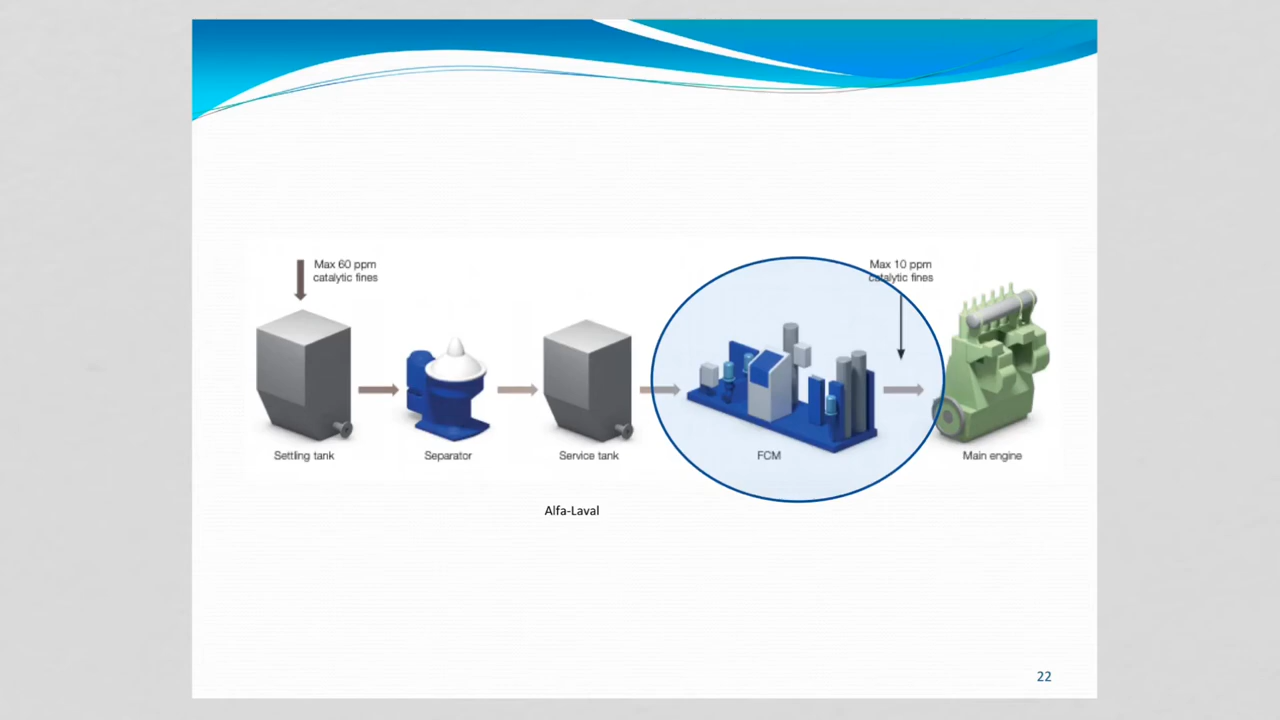 Max 60 ppm
catalytic fines
Max 10 ppm
catalytic fines
Settling tank
Separator
Service tank
FCM
Main engine
Alfa-Laval
22